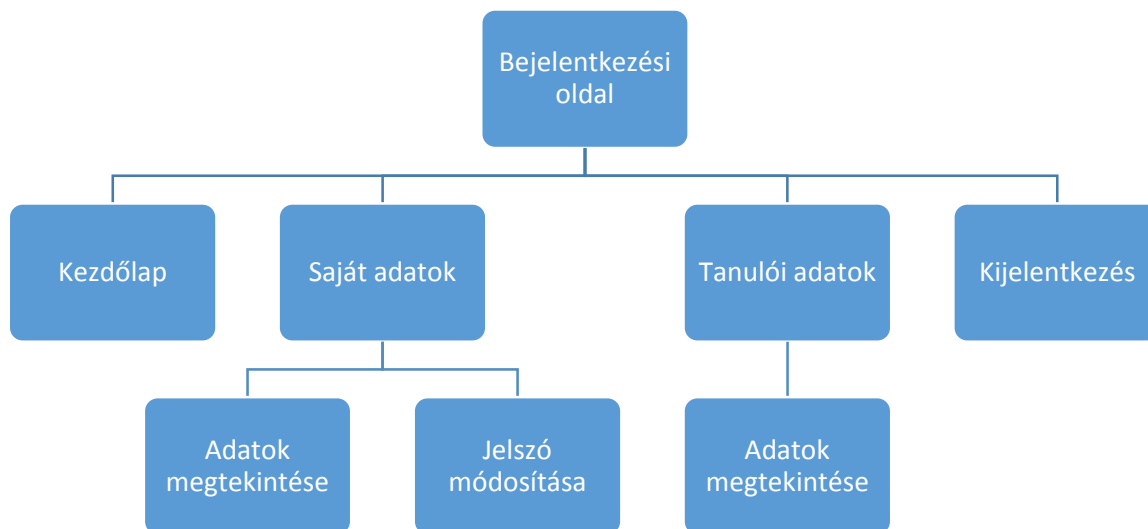 Bejelentkezési
oldal
Kezdőlap
Saját adatok
Tanulói adatok
Kijelentkezés
Adatok
megtekintése
Jelszó
módosítása
Adatok
megtekintése